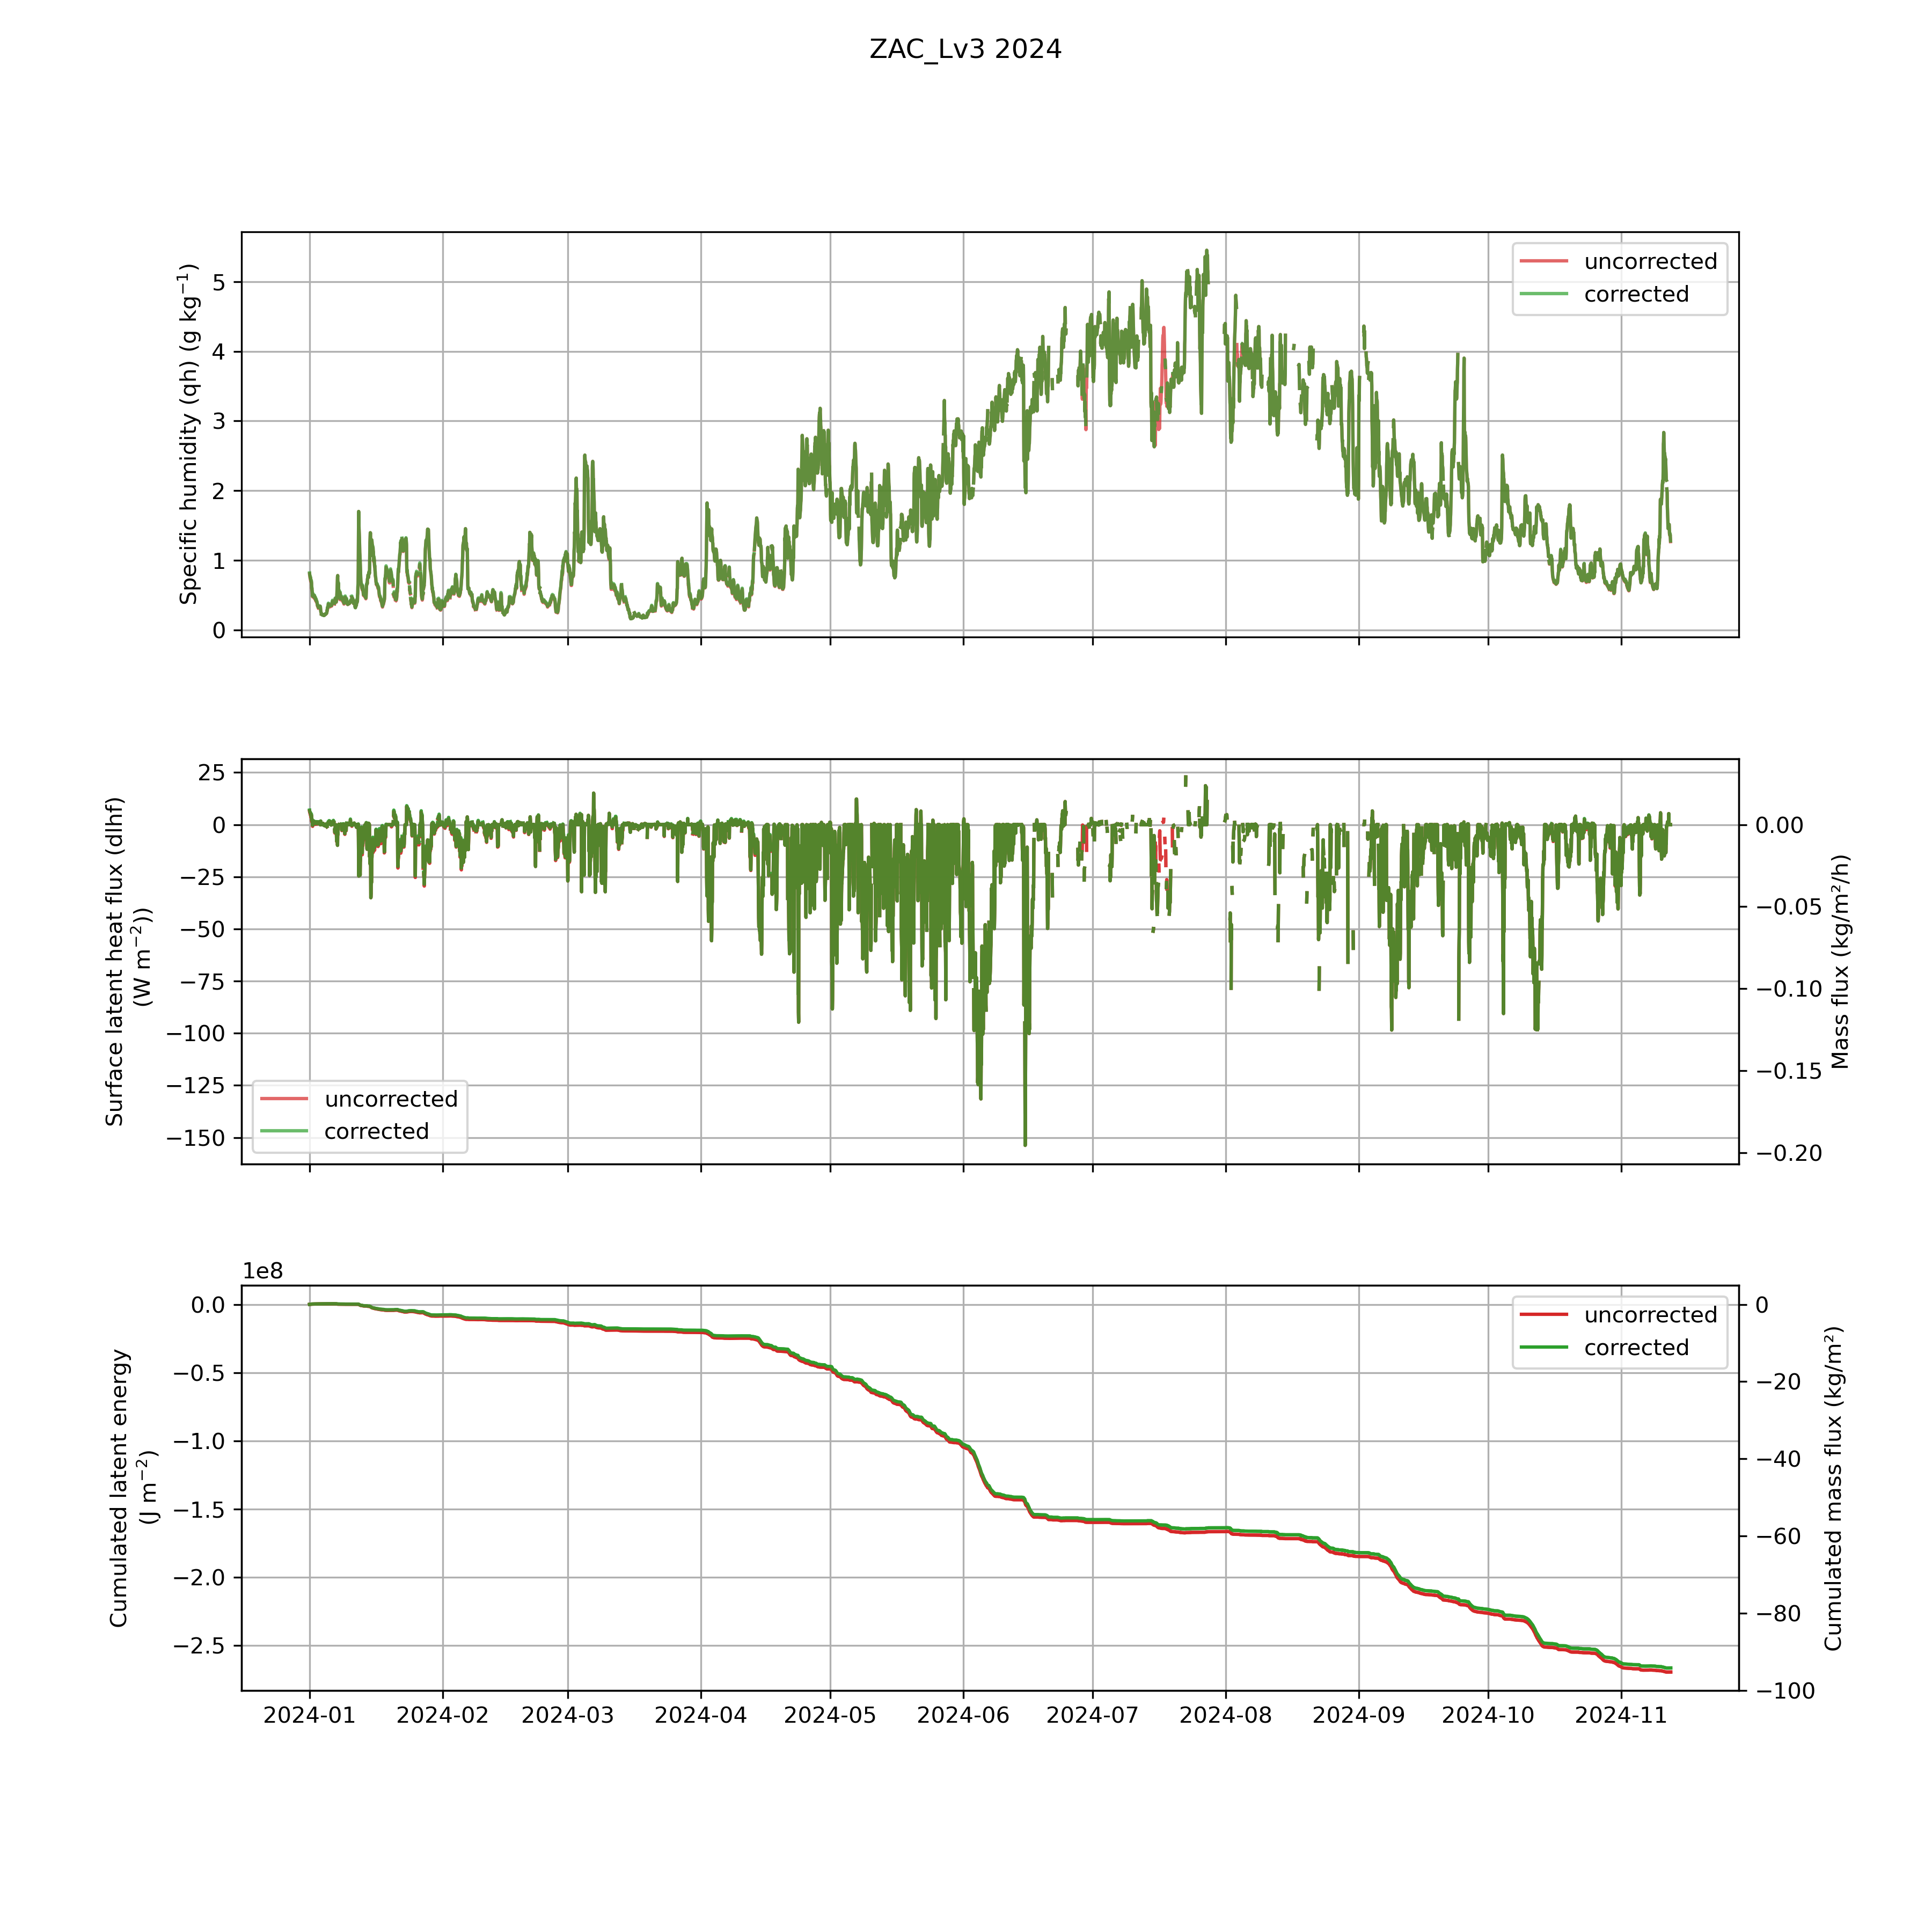 ZAC_Lv3 2024
Specific humidity (qh) (g kg⁻¹)
5
4
3
2
1
0
uncorrected
corrected
Surface latent heat flux (dlhf)
(W m⁻²))
25
0
−25
−50
−75
−100
−125
−150
uncorrected
corrected
0.00
−0.05
−0.10
−0.15
−0.20
Mass flux (kg/m²/h)
1e8
Cumulated latent energy
(J m⁻²)
0.0
−0.5
−1.0
−1.5
−2.0
−2.5
uncorrected
corrected
0
−20
−40
−60
−80
−100
Cumulated mass flux (kg/m²)
2024-01 2024-02 2024-03 2024-04 2024-05 2024-06 2024-07 2024-08 2024-09 2024-10 2024-11